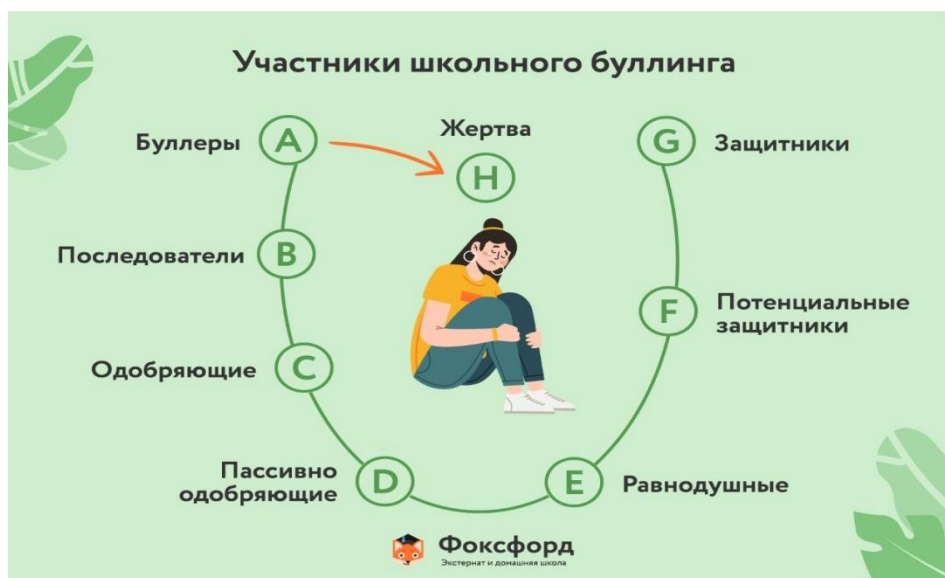 Участники школьного буллинга
Буллеры
A
Жертва
H
G
Защитники
Последователи
B
F
Потенциальные
защитники
Одобряющие
C
Пассивно
одобряющие
D
E
Равнодушные
Фоксфорд
Экстернат и домашняя школа